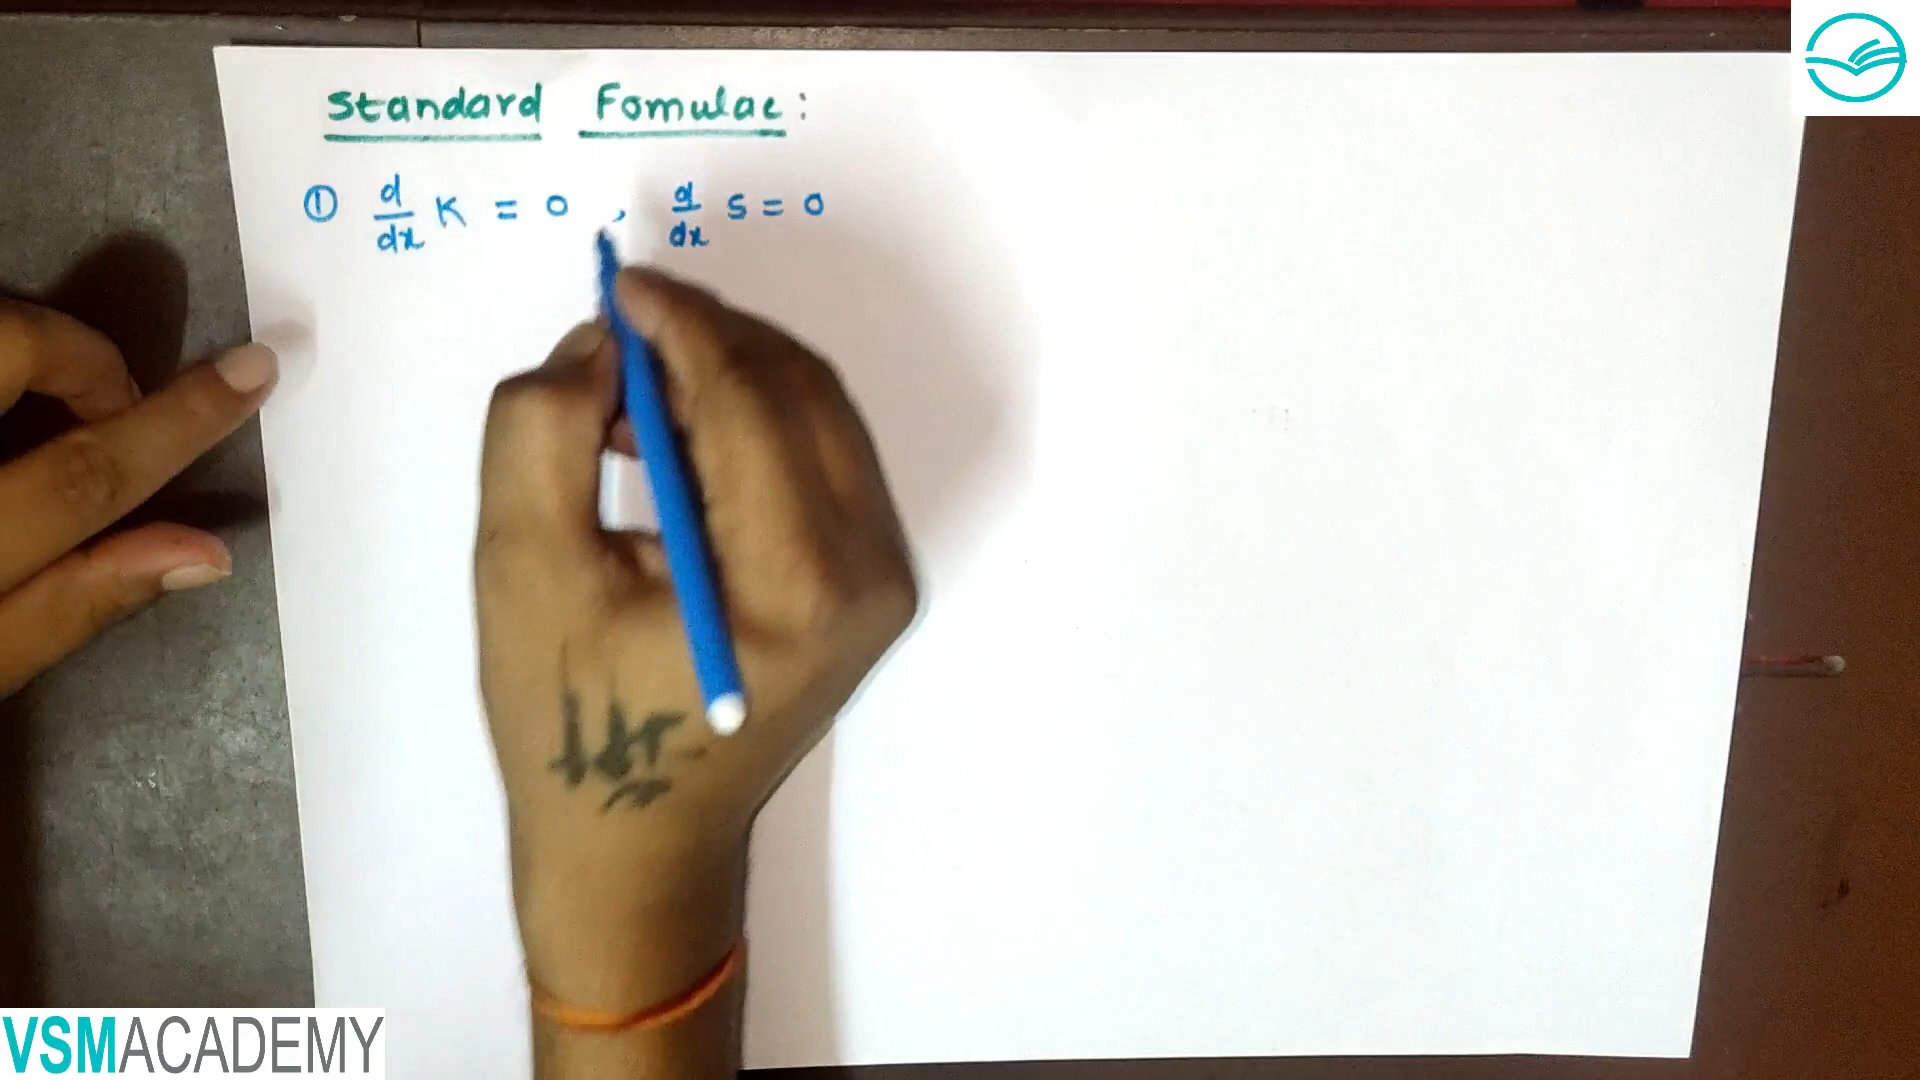 Standard Fomulae:
① d/dx K = 0 , d/dx 5 = 0
VSMACADEMY